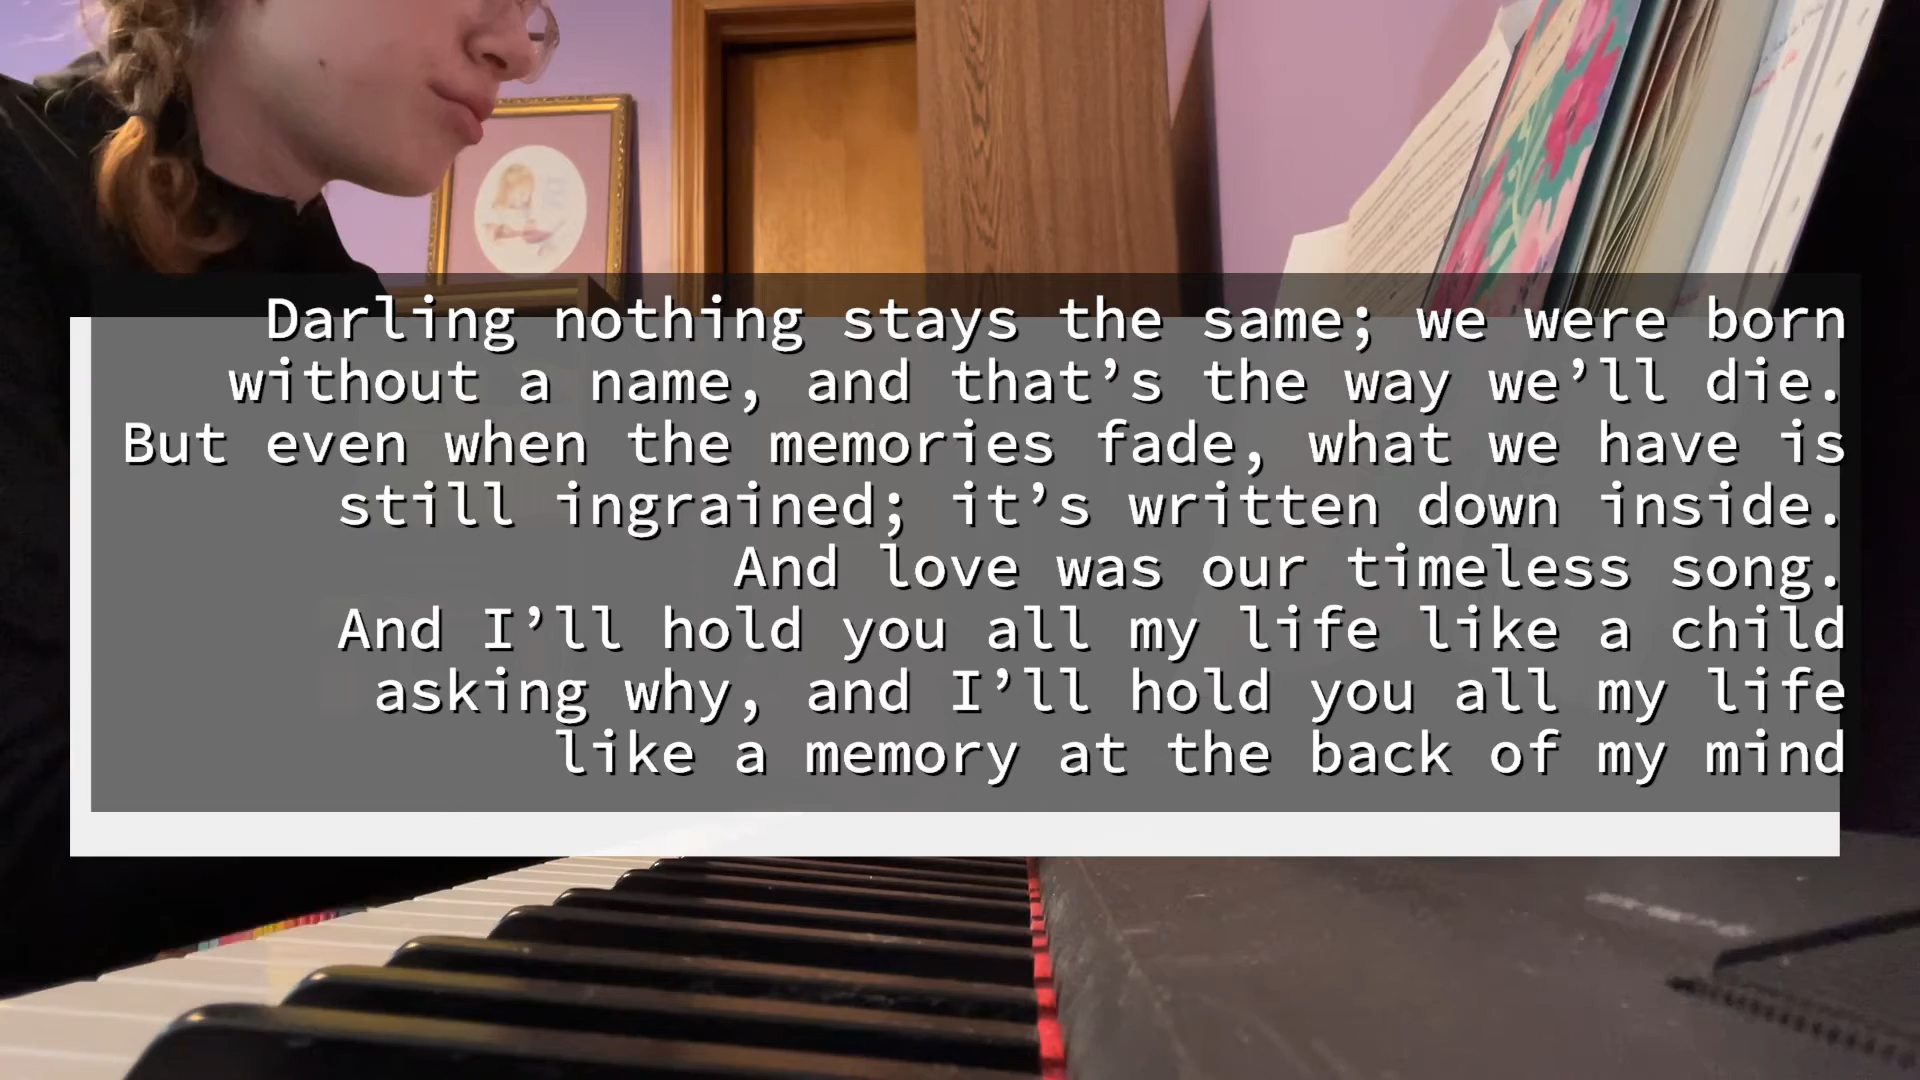 Darling nothing stays the same; we were born
without a name, and that’s the way we’ll die.
But even when the memories fade, what we have is
still ingrained; it’s written down inside.
And love was our timeless song.
And I’ll hold you all my life like a child
asking why, and I’ll hold you all my life
like a memory at the back of my mind